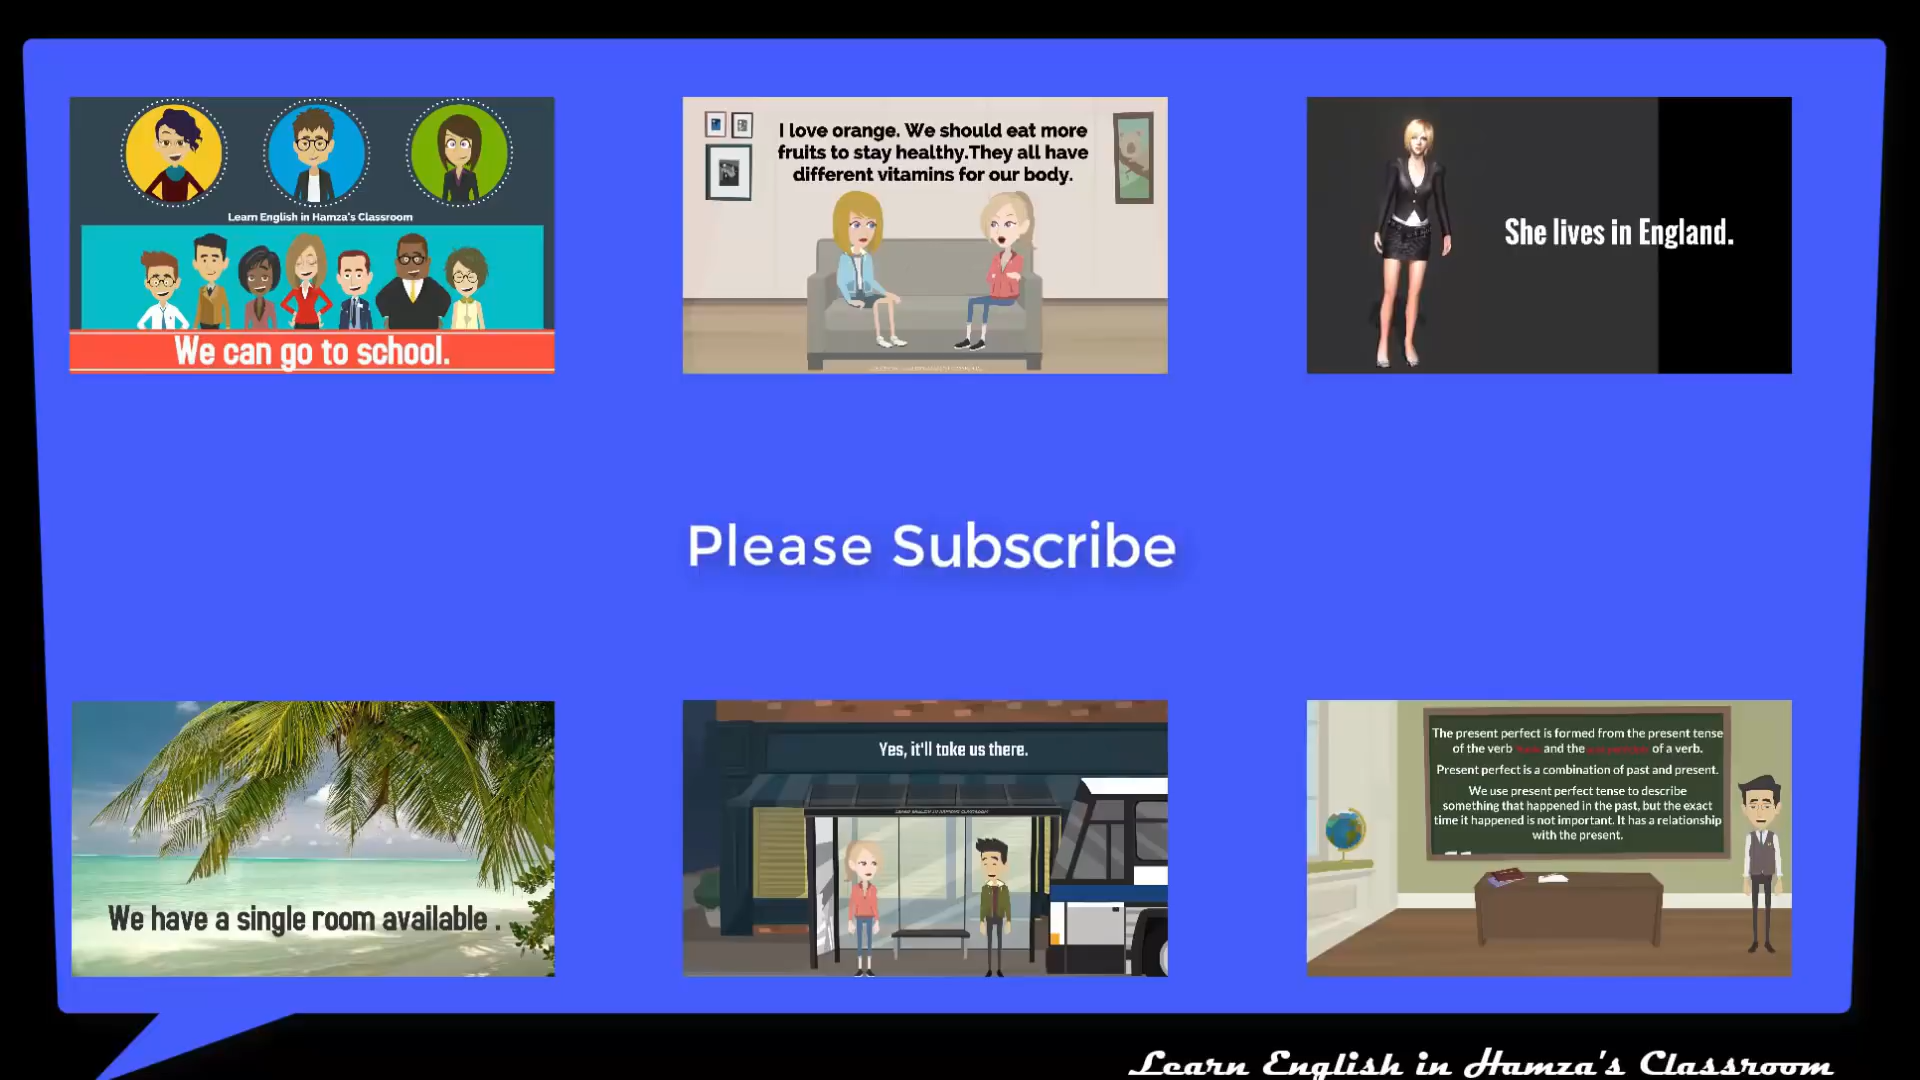 Learn English in Hamza's Classroom
We can go to school.
I love orange. We should eat more
fruits to stay healthy.They all have
different vitamins for our body.
She lives in England.
Please Subscribe
We have a single room available .
Yes, it'll take us there.
The present perfect is formed from the present tense
of the verb have and the of a verb.
Present perfect is a combination of past and present.
We use present perfect tense to describe
something that happened in the past, but the exact
time it happened is not important. It has a relationship
with the present.
Learn English in Hamza's Classroom